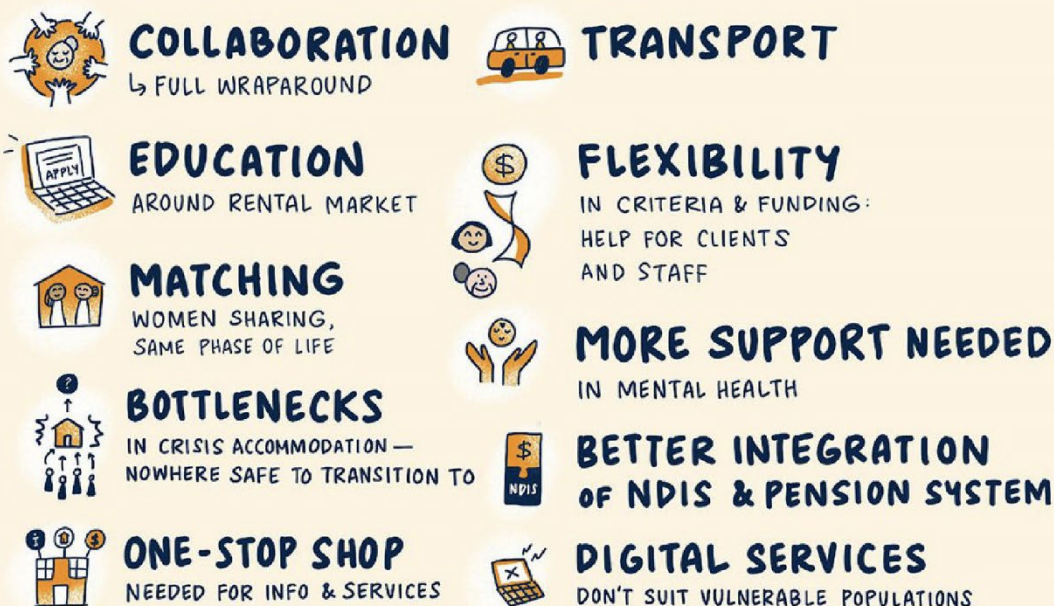 COLLABORATION
↳ FULL WRAPAROUND
EDUCATION
APPLY
AROUND RENTAL MARKET
MATCHING
WOMEN SHARING,
SAME PHASE OF LIFE
?
BOTTLENECKS
IN CRISIS ACCOMMODATION —
NOWHERE SAFE TO TRANSITION TO
i $
ONE-STOP SHOP
NEEDED FOR INFO & SERVICES
TRANSPORT
$
FLEXIBILITY
IN CRITERIA & FUNDING:
HELP FOR CLIENTS
AND STAFF
MORE SUPPORT NEEDED
IN MENTAL HEALTH
$
NDIS
BETTER INTEGRATION
OF NDIS & PENSION SYSTEM
X
DIGITAL SERVICES
DON'T SUIT VULNERABLE POPULATIONS